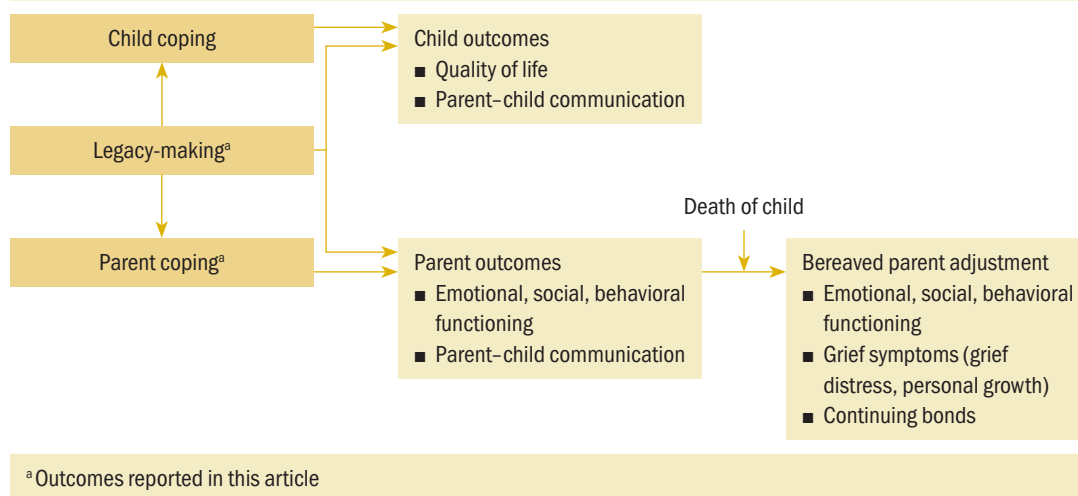 Child coping
Child outcomes
■ Quality of life
■ Parent–child communication
Legacy-makingᵃ
Death of child
Parent copingᵃ
Parent outcomes
■ Emotional, social, behavioral
functioning
■ Parent–child communication
Bereaved parent adjustment
■ Emotional, social, behavioral
functioning
■ Grief symptoms (grief
distress, personal growth)
■ Continuing bonds
ᵃ Outcomes reported in this article